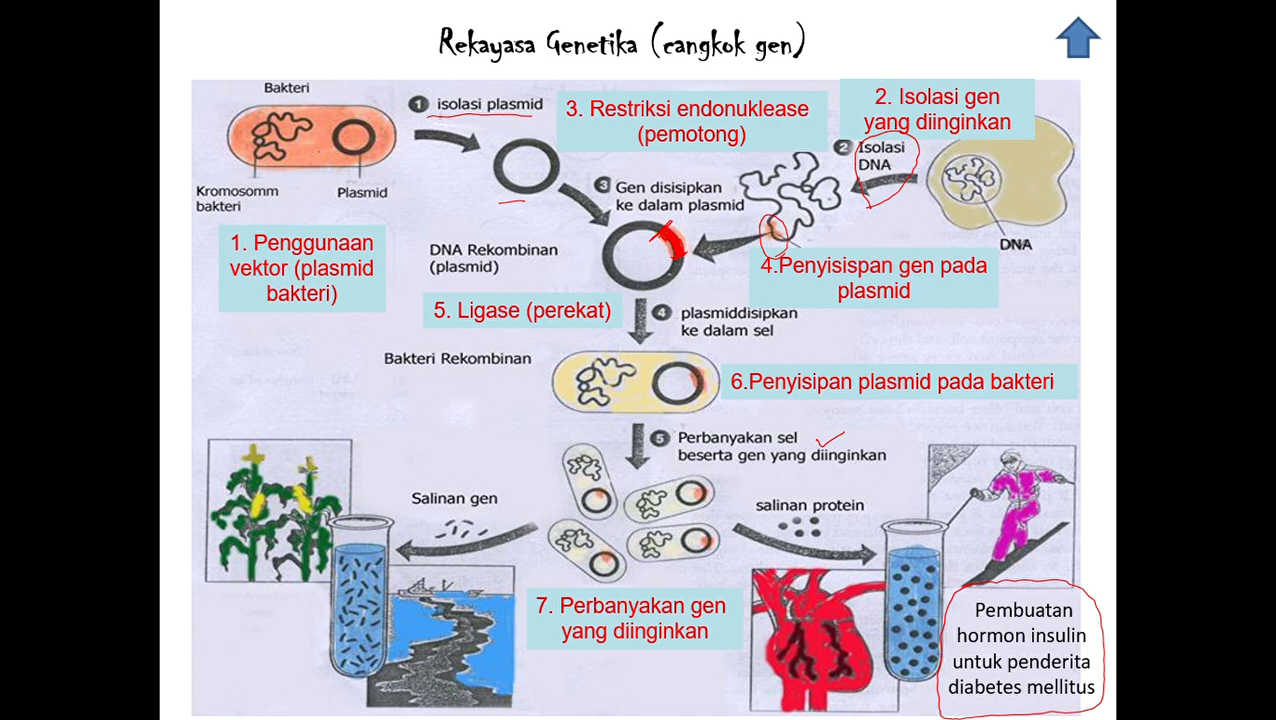 Rekayasa Genetika (cangkok gen)
Bakteri
1 isolasi plasmid
3. Restriksi endonuklease
(pemotong)
2. Isolasi gen
yang diinginkan
2 Isolasi
DNA
Kromosomm
bakteri
Plasmid
3 Gen disisipkan
ke dalam plasmid
DNA
1. Penggunaan
vektor (plasmid
bakteri)
DNA Rekombinan
(plasmid)
4.Penyisispan gen pada
plasmid
5. Ligase (perekat)
4 plasmiddisipkan
ke dalam sel
Bakteri Rekombinan
6.Penyisipan plasmid pada bakteri
5 Perbanyakan sel
beserta gen yang diinginkan
Salinan gen
salinan protein
7. Perbanyakan gen
yang diinginkan
Pembuatan
hormon insulin
untuk penderita
diabetes mellitus